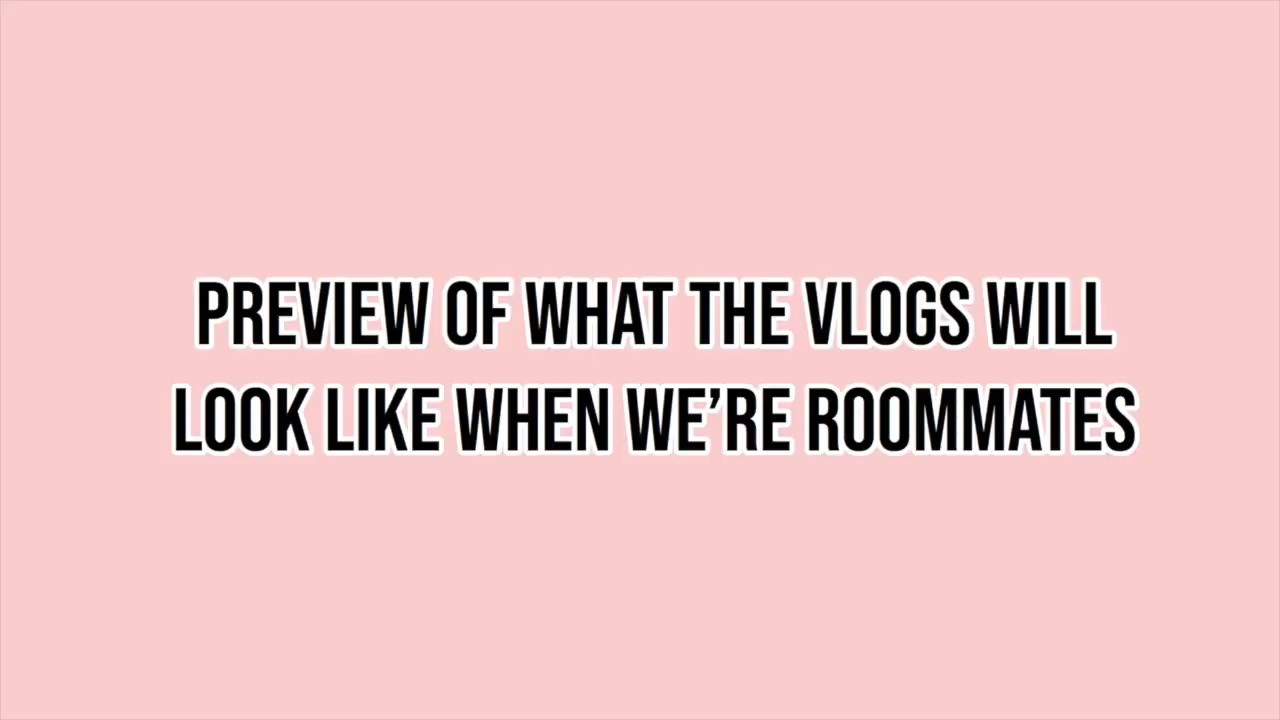 PREVIEW OF WHAT THE VLOGS WILL
LOOK LIKE WHEN WE’RE ROOMMATES